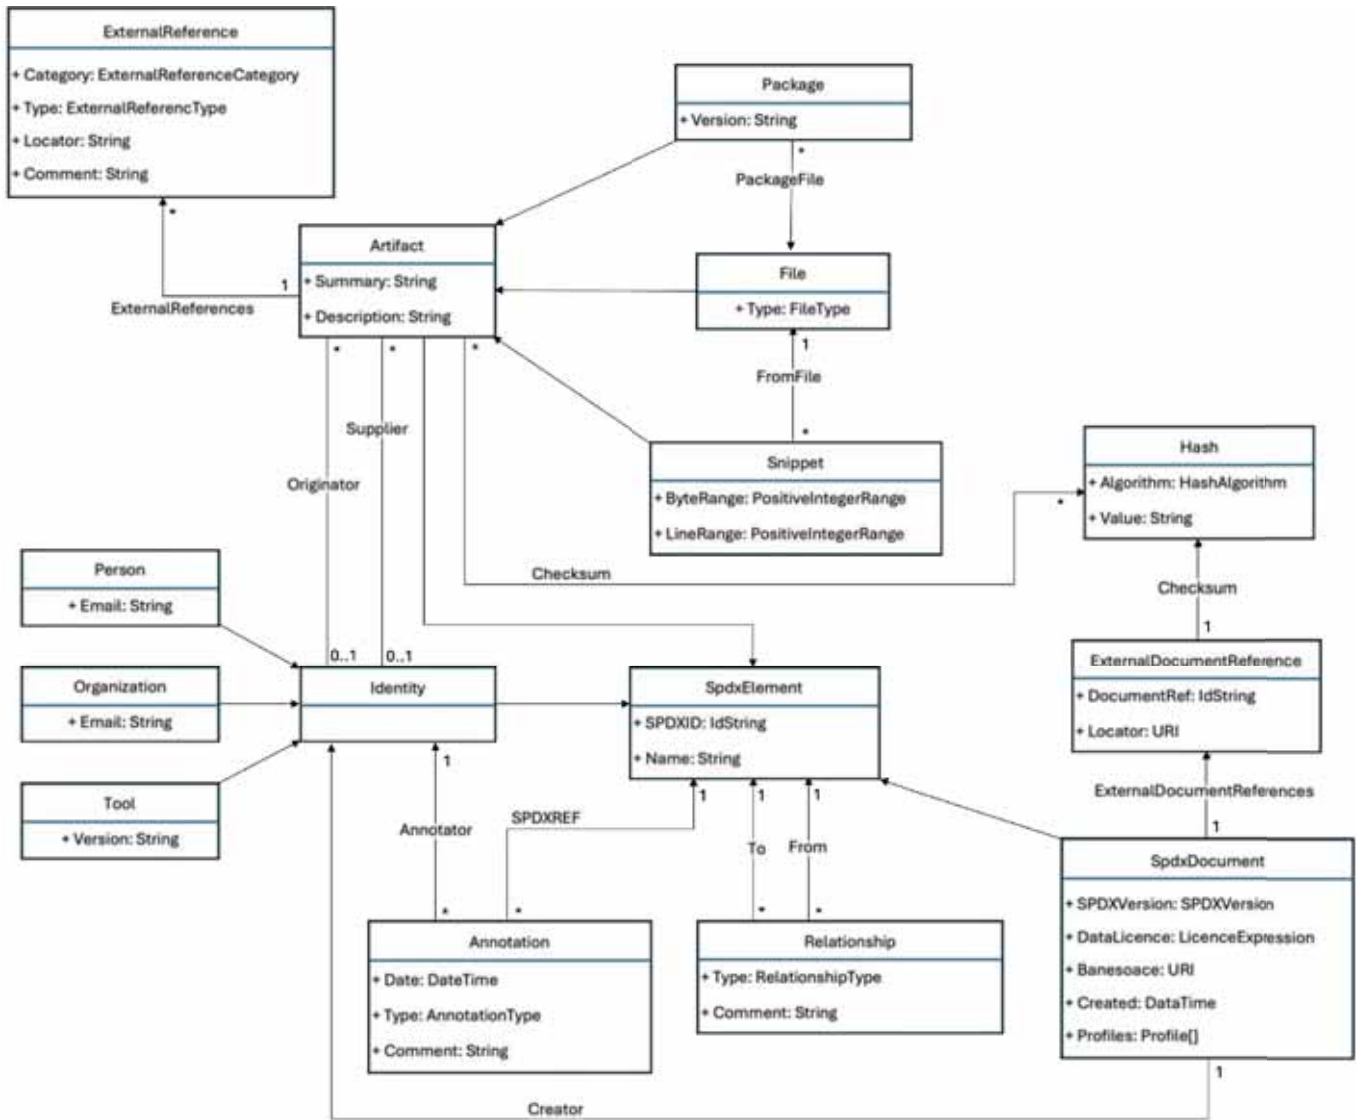 ExternalReference
+ Category: ExternalReferenceCategory
+ Type: ExternalReferencType
+ Locator: String
+ Comment: String
*
1
ExternalReferences
Package
+ Version: String
*
PackageFile
Artifact
+ Summary: String
+ Description: String
File
+ Type: FileType
1
FromFile
*
Snippet
+ ByteRange: PositiveIntegerRange
+ LineRange: PositiveIntegerRange
*
*
*
Supplier
Originator
0..1
0..1
Checksum
*
Hash
+ Algorithm: HashAlgorithm
+ Value: String
Checksum
1
Person
+ Email: String
Organization
+ Email: String
Tool
+ Version: String
Identity
SpdxElement
+ SPDXID: IdString
+ Name: String
ExternalDocumentReference
+ DocumentRef: IdString
+ Locator: URI
ExternalDocumentReferences
1
1
Annotator
*
SPDXREF
1
*
1
To
*
1
From
*
Annotation
+ Date: DateTime
+ Type: AnnotationType
+ Comment: String
Relationship
+ Type: RelationshipType
+ Comment: String
SpdxDocument
+ SPDXVersion: SPDXVersion
+ DataLicence: LicenceExpression
+ Banesoace: URI
+ Created: DataTime
+ Profiles: Profile[]
1
Creator